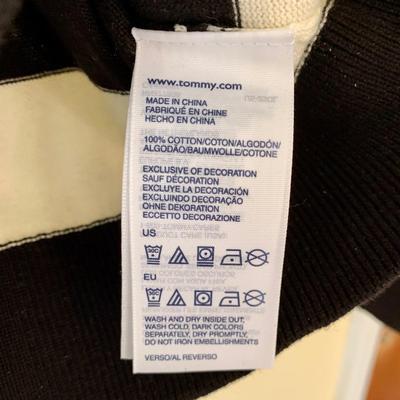 www.tommy.com
MADE IN CHINA
FABRIQUÉ EN CHINE
HECHO EN CHINA
100% COTTON/COTON/ALGODÓN/
ALGODÃO/BAUMWOLLE/COTONE
EXCLUSIVE OF DECORATION
SAUF DÉCORATION
EXCLUYE LA DECORACIÓN
EXCLUINDO DECORAÇÃO
OHNE DEKORATION
ECCETTO DECORAZIONE
US
EU
WASH AND DRY INSIDE OUT,
WASH COLD, DARK COLORS
SEPARATELY, DRY PROMPTLY,
DO NOT IRON EMBELLISHMENTS
VERSO/AL REVERSO